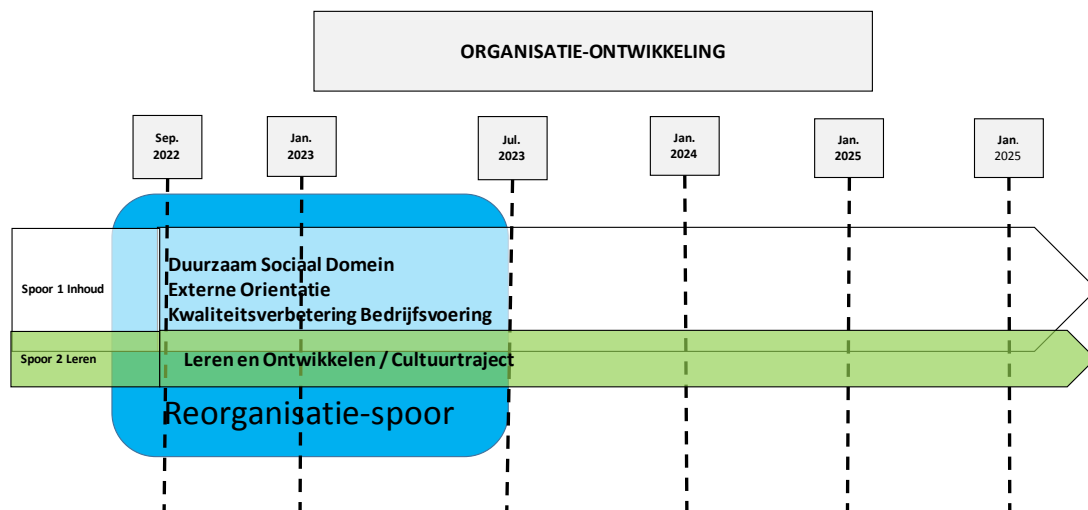 ORGANISATIE-ONTWIKKELING
Sep.
2022
Jan.
2023
Jul.
2023
Jan.
2024
Jan.
2025
Jan.
2025
Spoor 1 Inhoud
Duurzaam Sociaal Domein
Externe Orientatie
Kwaliteitsverbetering Bedrijfsvoering
Spoor 2 Leren
Leren en Ontwikkelen / Cultuurtraject
Reorganisatie-spoor